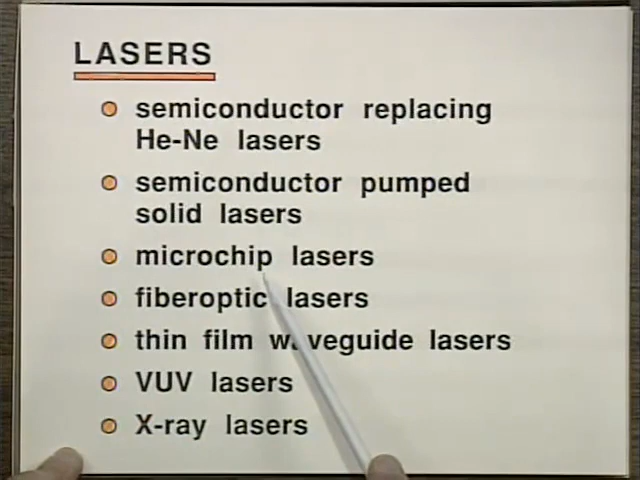 LASERS
semiconductor replacing
He-Ne lasers
semiconductor pumped
solid lasers
microchip lasers
fiberoptic lasers
thin film waveguide lasers
VUV lasers
X-ray lasers